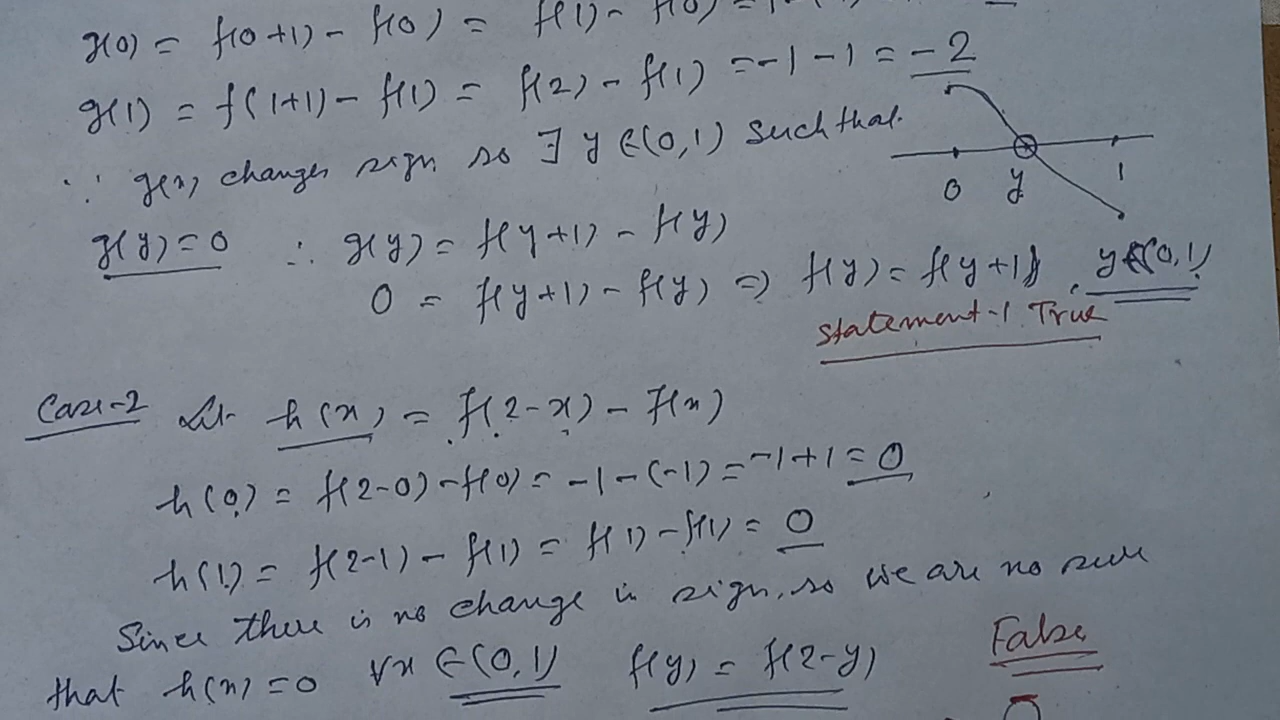 g(0) = f(0+1) - f(0) = f(1) - f(0) = 1-(
g(1) = f(1+1) - f(1) = f(2) - f(1) = -1 - 1 = -2
∵ g(x) changes sign so ∃ y ∈ (0,1) such that
0 y 1
g(y) = 0 ∴ g(y) = f(y+1) - f(y)
0 = f(y+1) - f(y) ⇒ f(y) = f(y+1), y∈(0,1)
Statement-1 True
Case-2 Let h(x) = f(2-x) - f(x)
h(0) = f(2-0) - f(0) = -1 - (-1) = -1+1 = 0
h(1) = f(2-1) - f(1) = f(1) - f(1) = 0
Since there is no change in sign, so we are no sure
that h(x) = 0 ∀x ∈ (0,1) f(y) = f(2-y) False